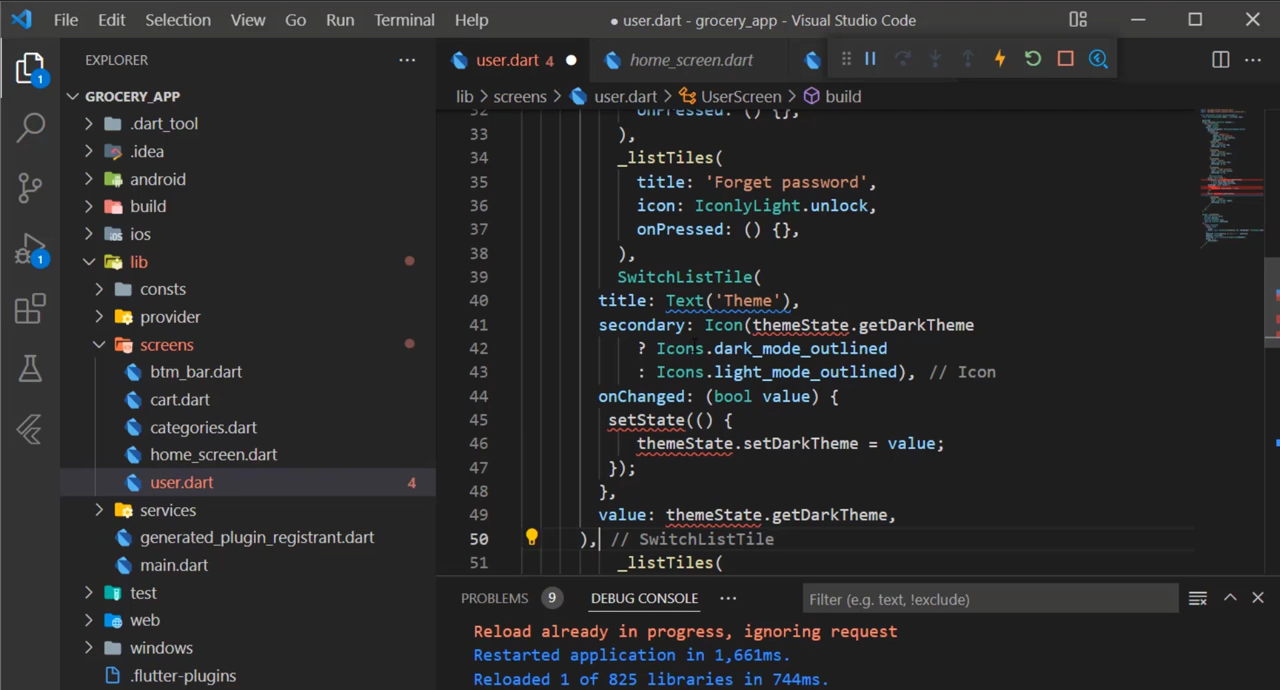 File Edit Selection View Go Run Terminal Help
● user.dart - grocery_app - Visual Studio Code
EXPLORER
GROCERY_APP
.dart_tool
.idea
android
build
ios
lib
consts
provider
screens
btm_bar.dart
cart.dart
categories.dart
home_screen.dart
user.dart 4
services
generated_plugin_registrant.dart
main.dart
test
web
windows
.flutter-plugins
1
1
user.dart 4 ●
home_screen.dart
lib > screens > user.dart > UserScreen > build
32 onPressed: () {},
33 ),
34 _listTiles(
35 title: 'Forget password',
36 icon: IconlyLight.unlock,
37 onPressed: () {},
38 ),
39 SwitchListTile(
40 title: Text('Theme'),
41 secondary: Icon(themeState.getDarkTheme
42 ? Icons.dark_mode_outlined
43 : Icons.light_mode_outlined), // Icon
44 onChanged: (bool value) {
45 setState(() {
46 themeState.setDarkTheme = value;
47 });
48 },
49 value: themeState.getDarkTheme,
50 ), // SwitchListTile
51 _listTiles(
PROBLEMS 9 DEBUG CONSOLE ···
Filter (e.g. text, !exclude)
Reload already in progress, ignoring request
Restarted application in 1,661ms.
Reloaded 1 of 825 libraries in 744ms.